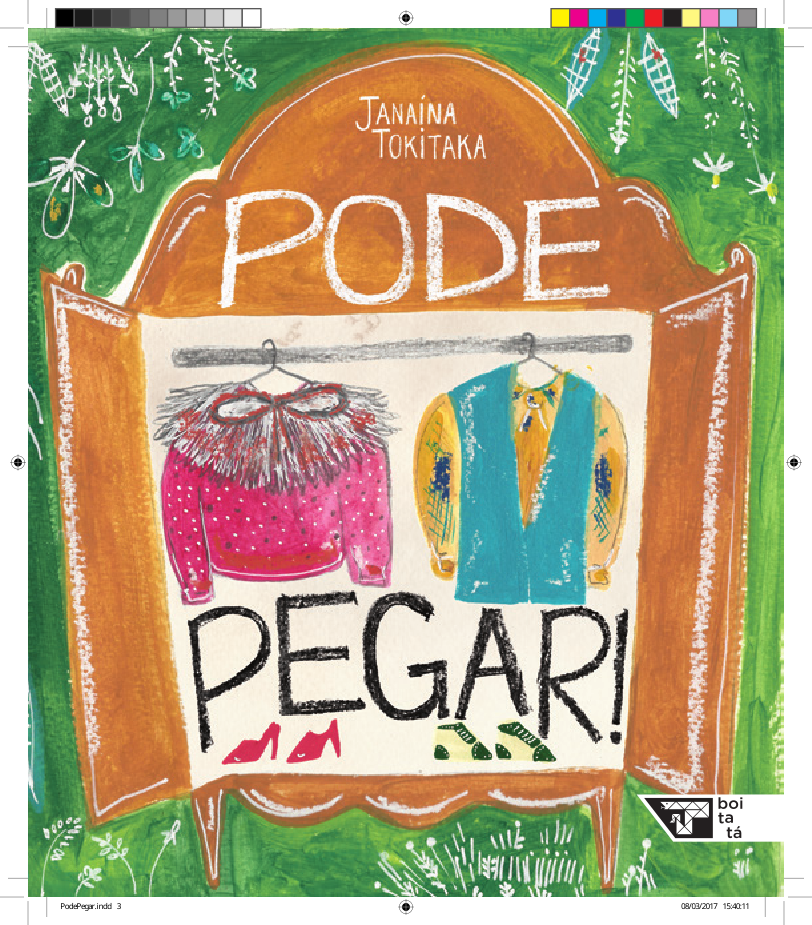 JANAÍNA
TOKITAKA
PODE
PEGAR!
boi
ta
tá
PodePegar.indd 3
08/03/2017 15:40:11